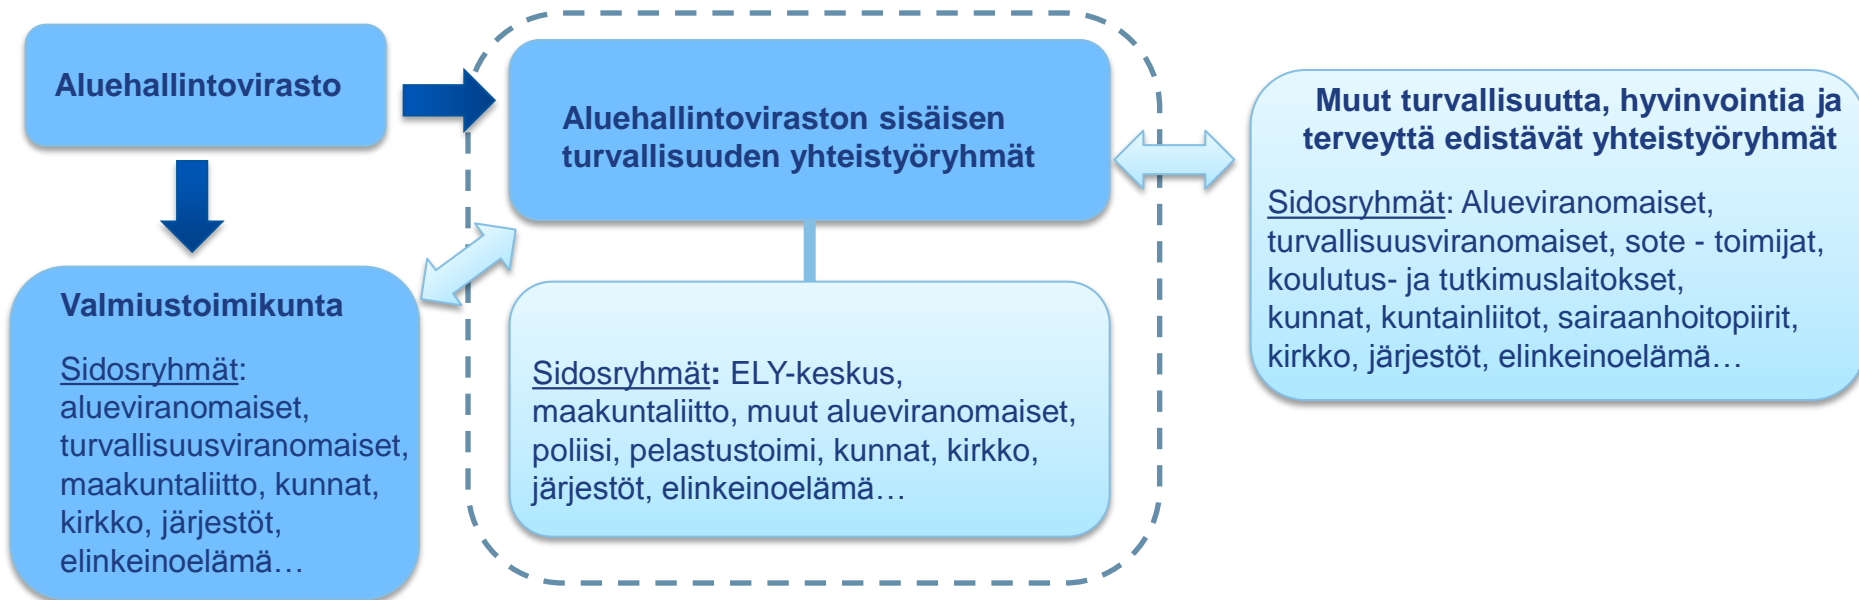 Aluehallintovirasto
Aluehallintoviraston sisäisen
turvallisuuden yhteistyöryhmät
Muut turvallisuutta, hyvinvointia ja
terveyttä edistävät yhteistyöryhmät
Sidosryhmät: Alueviranomaiset,
turvallisuusviranomaiset, sote - toimijat,
koulutus- ja tutkimuslaitokset,
kunnat, kuntainliitot, sairaanhoitopiirit,
kirkko, järjestöt, elinkeinoelämä…
Valmiustoimikunta
Sidosryhmät:
alueviranomaiset,
turvallisuusviranomaiset,
maakuntaliitto, kunnat,
kirkko, järjestöt,
elinkeinoelämä…
Sidosryhmät: ELY-keskus,
maakuntaliitto, muut alueviranomaiset,
poliisi, pelastustoimi, kunnat, kirkko,
järjestöt, elinkeinoelämä…